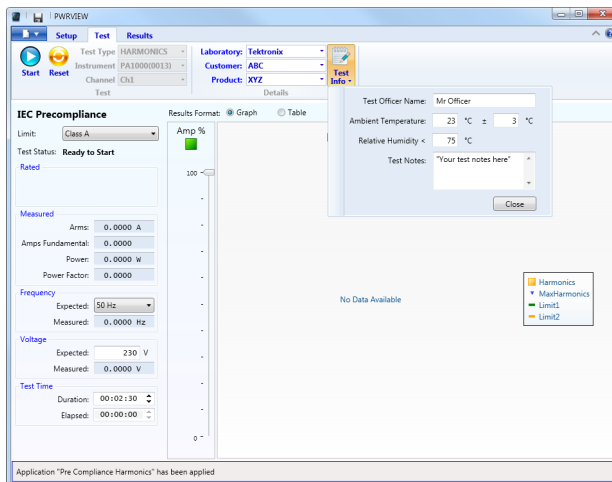 PWRVIEW
Setup Test Results
Start Reset
Test Type HARMONICS
Instrument PA1000(0013)
Channel Ch1
Test
Laboratory: Tektronix
Customer: ABC
Product: XYZ
Details
Test Info
Test Officer Name: Mr Officer
Ambient Temperature: 23 °C ± 3 °C
Relative Humidity < 75 °C
Test Notes: "Your test notes here"
Close
IEC Precompliance
Results Format: Graph Table
Limit: Class A
Test Status: Ready to Start
Rated
Measured
Arms: 0.0000 A
Amps Fundamental: 0.0000
Power: 0.0000 W
Power Factor: 0.0000
Frequency
Expected: 50 Hz
Measured: 0.0000 Hz
Voltage
Expected: 230 V
Measured: 0.0000 V
Test Time
Duration: 00:02:30
Elapsed: 00:00:00
Amp %
100
0
No Data Available
Harmonics
MaxHarmonics
Limit1
Limit2
Application "Pre Compliance Harmonics" has been applied